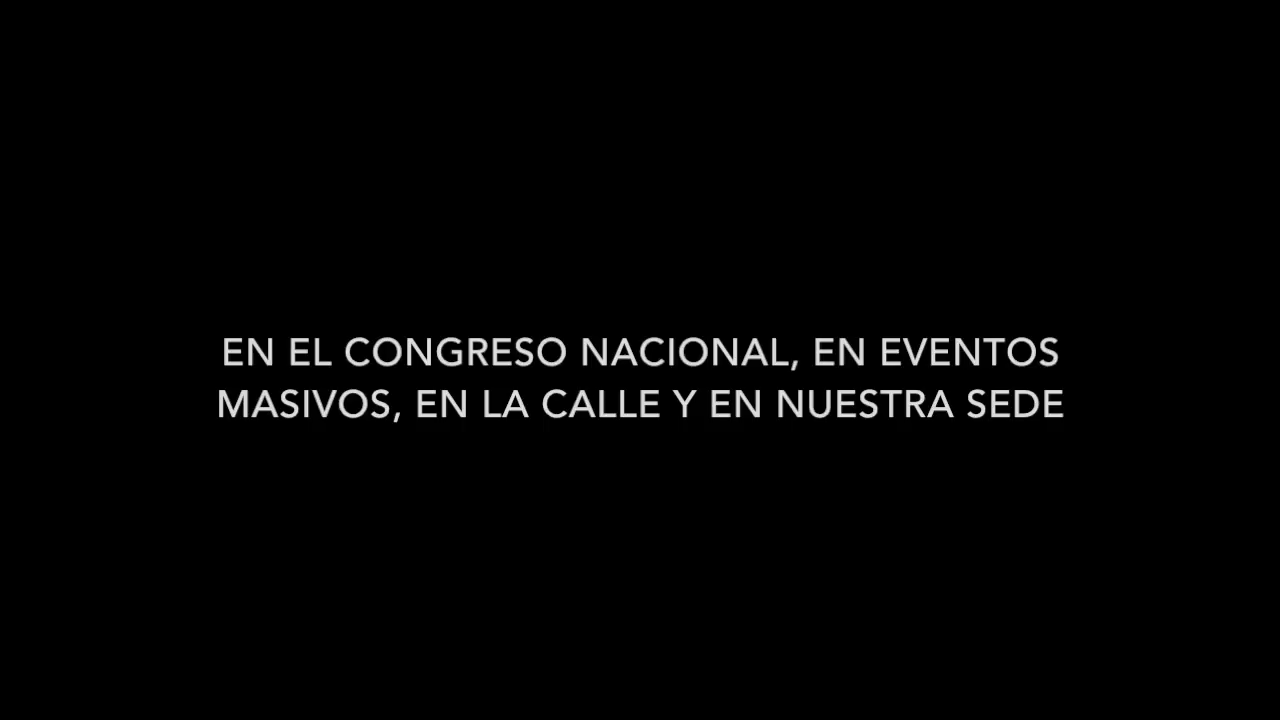 EN EL CONGRESO NACIONAL, EN EVENTOS
MASIVOS, EN LA CALLE Y EN NUESTRA SEDE